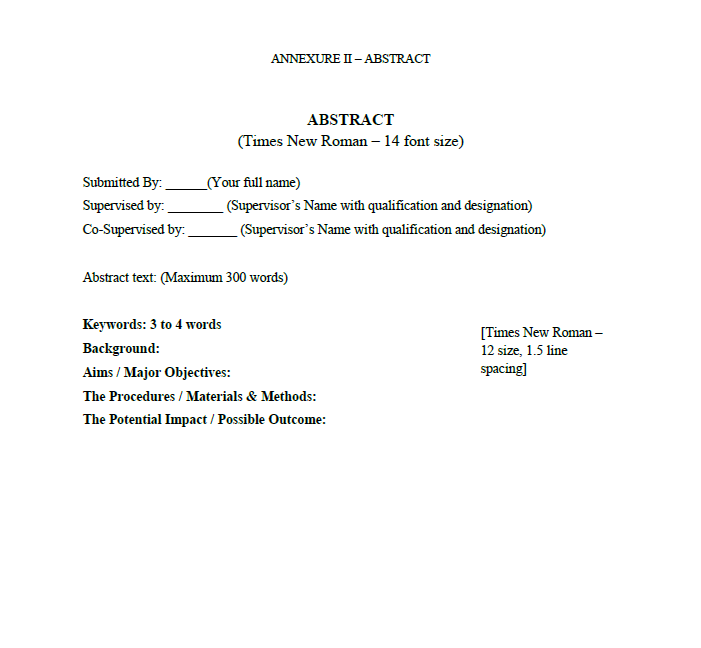 ANNEXURE II – ABSTRACT
ABSTRACT
(Times New Roman – 14 font size)
Submitted By: ______(Your full name)
Supervised by: ________ (Supervisor’s Name with qualification and designation)
Co-Supervised by: _______ (Supervisor’s Name with qualification and designation)
Abstract text: (Maximum 300 words)
Keywords: 3 to 4 words
Background:
Aims / Major Objectives:
The Procedures / Materials & Methods:
The Potential Impact / Possible Outcome:
[Times New Roman –
12 size, 1.5 line
spacing]